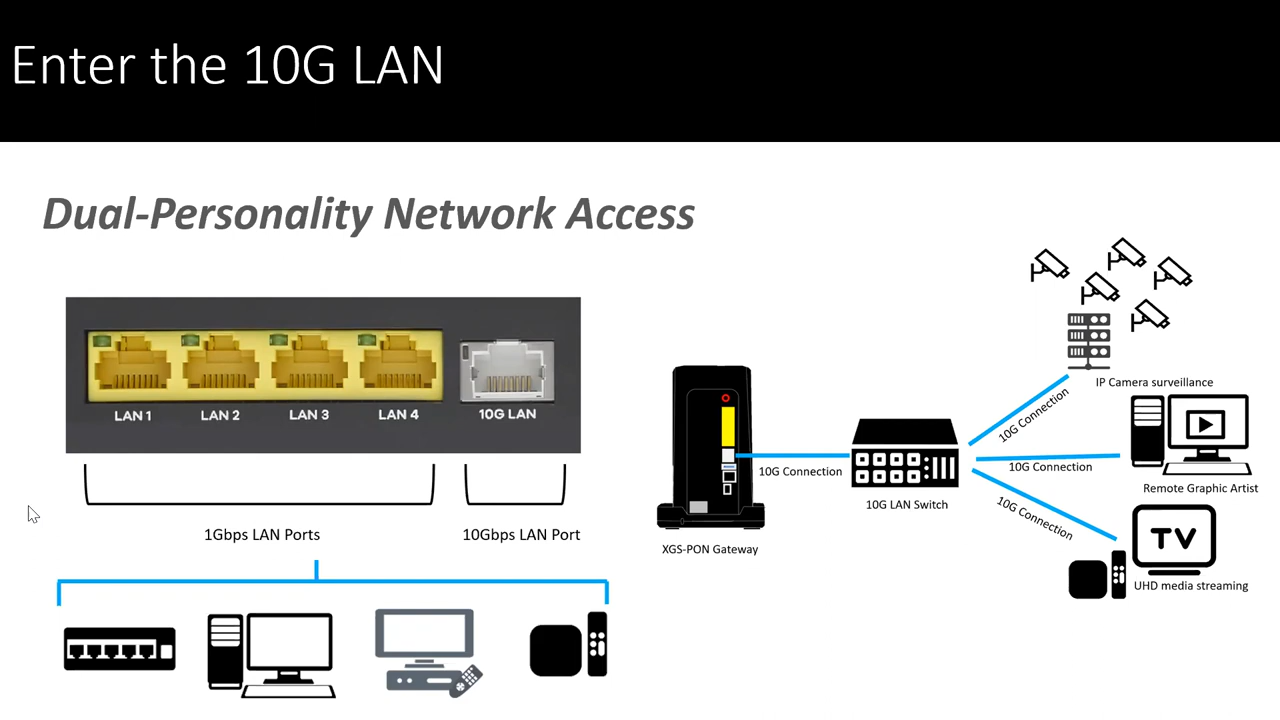 Enter the 10G LAN
Dual-Personality Network Access
LAN 1
LAN 2
LAN 3
LAN 4
10G LAN
1Gbps LAN Ports
10Gbps LAN Port
XGS-PON Gateway
10G Connection
10G LAN Switch
10G Connection
10G Connection
10G Connection
IP Camera surveillance
Remote Graphic Artist
TV
UHD media streaming